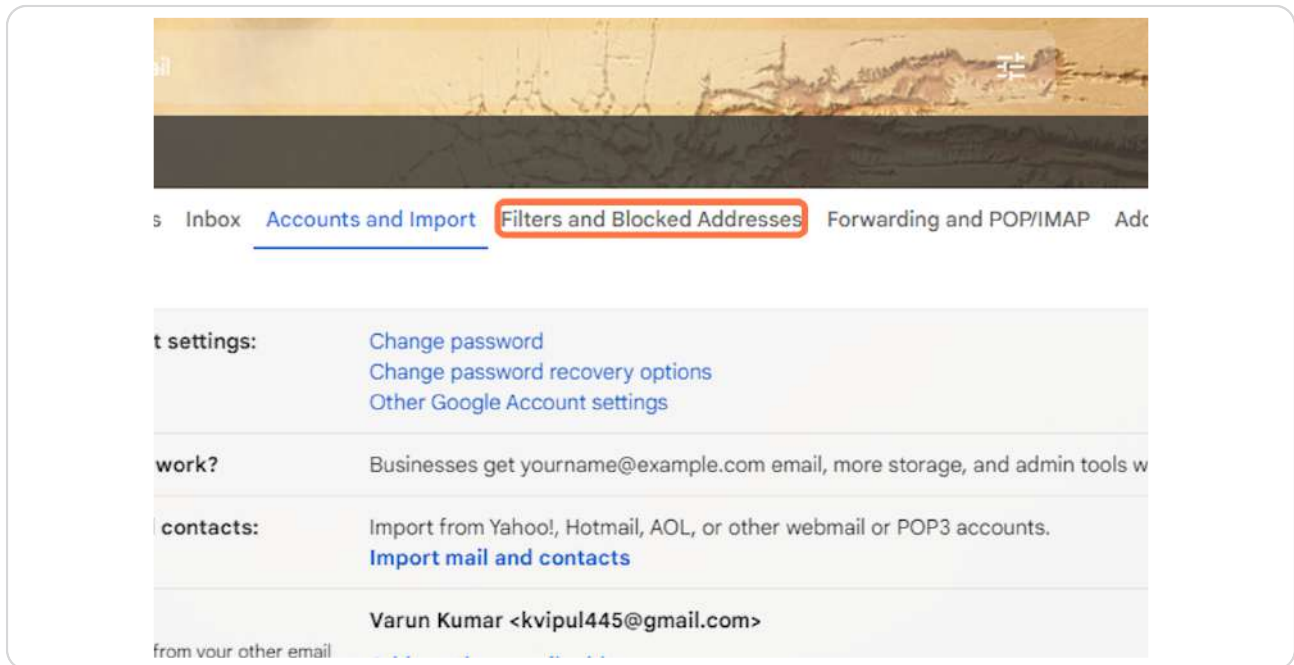 ail
s Inbox Accounts and Import Filters and Blocked Addresses Forwarding and POP/IMAP Add
t settings:
Change password
Change password recovery options
Other Google Account settings
work?
Businesses get yourname@example.com email, more storage, and admin tools w
contacts:
Import from Yahoo!, Hotmail, AOL, or other webmail or POP3 accounts.
Import mail and contacts
Varun Kumar <kvipul445@gmail.com>
from your other email